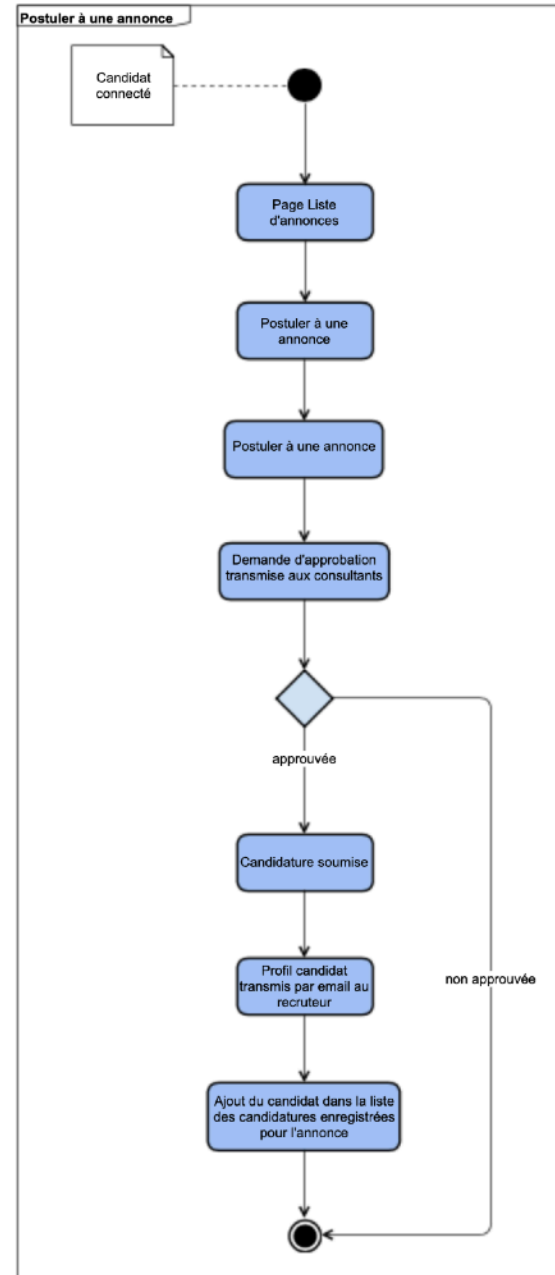 Postuler à une annonce
Candidat
connecté
Page Liste
d'annonces
Postuler à une
annonce
Postuler à une annonce
Demande d'approbation
transmise aux consultants
approuvée
Candidature soumise
Profil candidat
transmis par email au
recruteur
non approuvée
Ajout du candidat dans la liste
des candidatures enregistrées
pour l'annonce